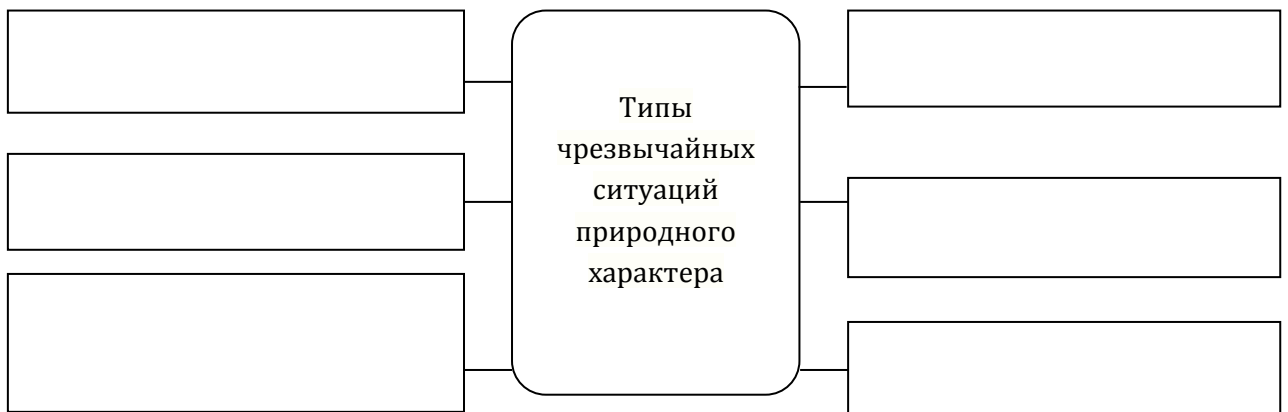 Типы
чрезвычайных
ситуаций
природного
характера